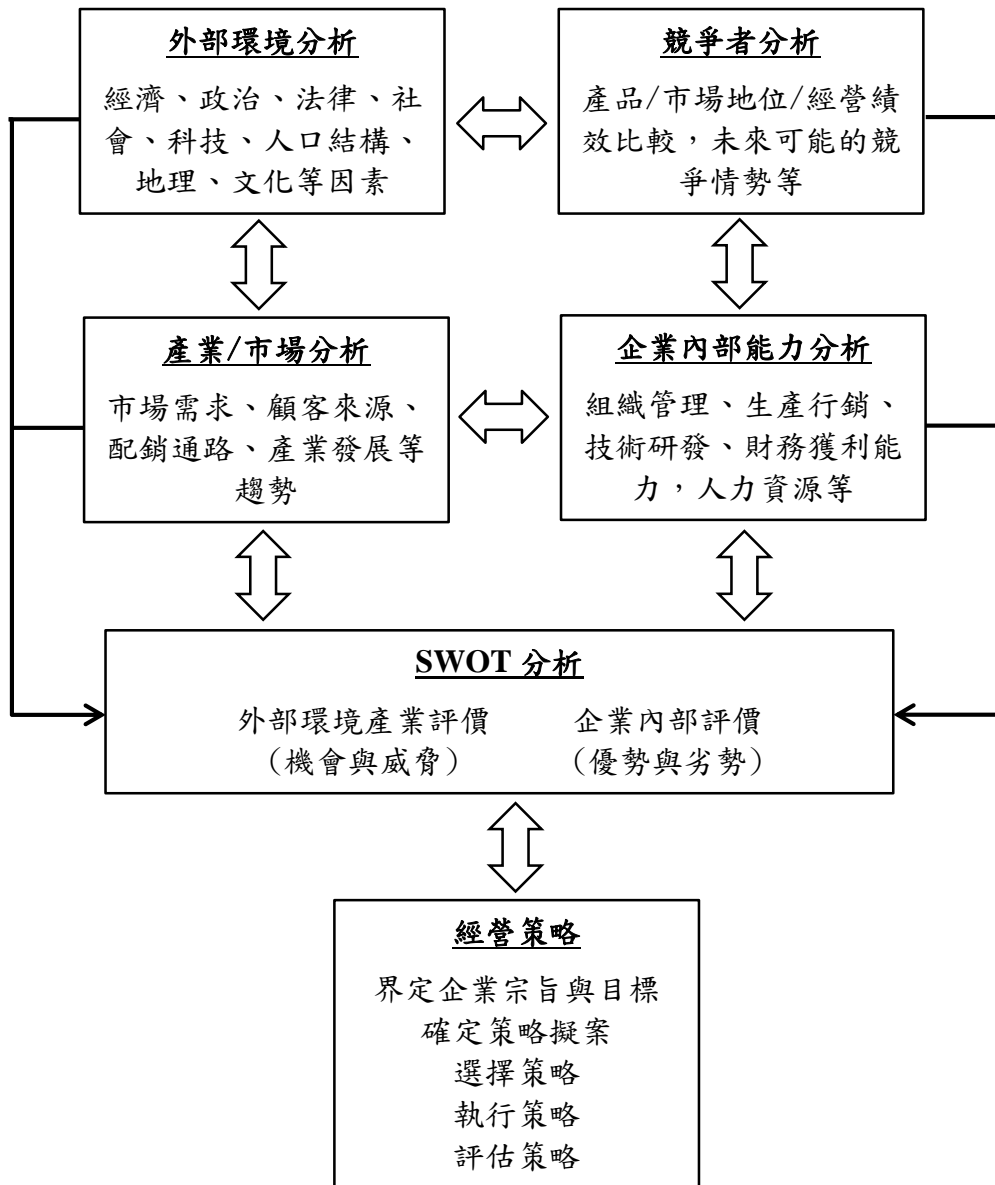 外部環境分析
經濟、政治、法律、社
會、科技、人口結構、
地理、文化等因素
競爭者分析
產品/市場地位/經營績
效比較，未來可能的競
爭情勢等
產業/市場分析
市場需求、顧客來源、
配銷通路、產業發展等
趨勢
企業內部能力分析
組織管理、生產行銷、
技術研發、財務獲利能
力，人力資源等
SWOT 分析
外部環境產業評價
（機會與威脅）
企業內部評價
（優勢與劣勢）
經營策略
界定企業宗旨與目標
確定策略擬案
選擇策略
執行策略
評估策略